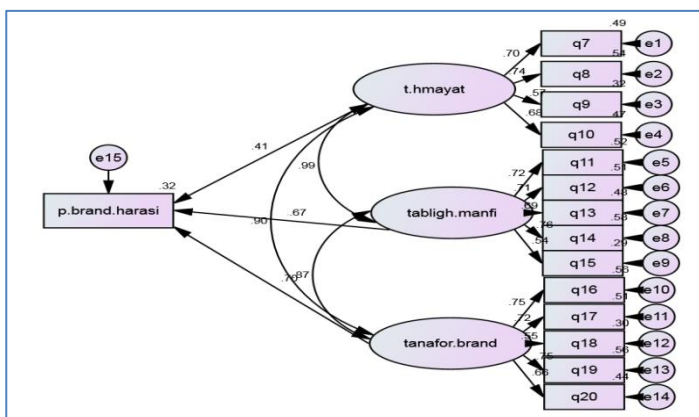 .49
.70
q7
e1
.54
.74
q8
e2
.32
t.hmayat
.57
q9
e3
.47
.68
q10
e4
.52
e15
.41
.72
q11
e5
.51
.99
.71
q12
e6
.48
.32
p.brand.harasi
tabligh.manfi
.69
q13
e7
.58
.67
.76
q14
e8
.29
.90
.54
q15
e9
.56
.75
q16
e10
.51
.70
.87
.72
q17
e11
.30
tanafor.brand
.55
q18
e12
.56
.75
q19
e13
.44
.66
q20
e14